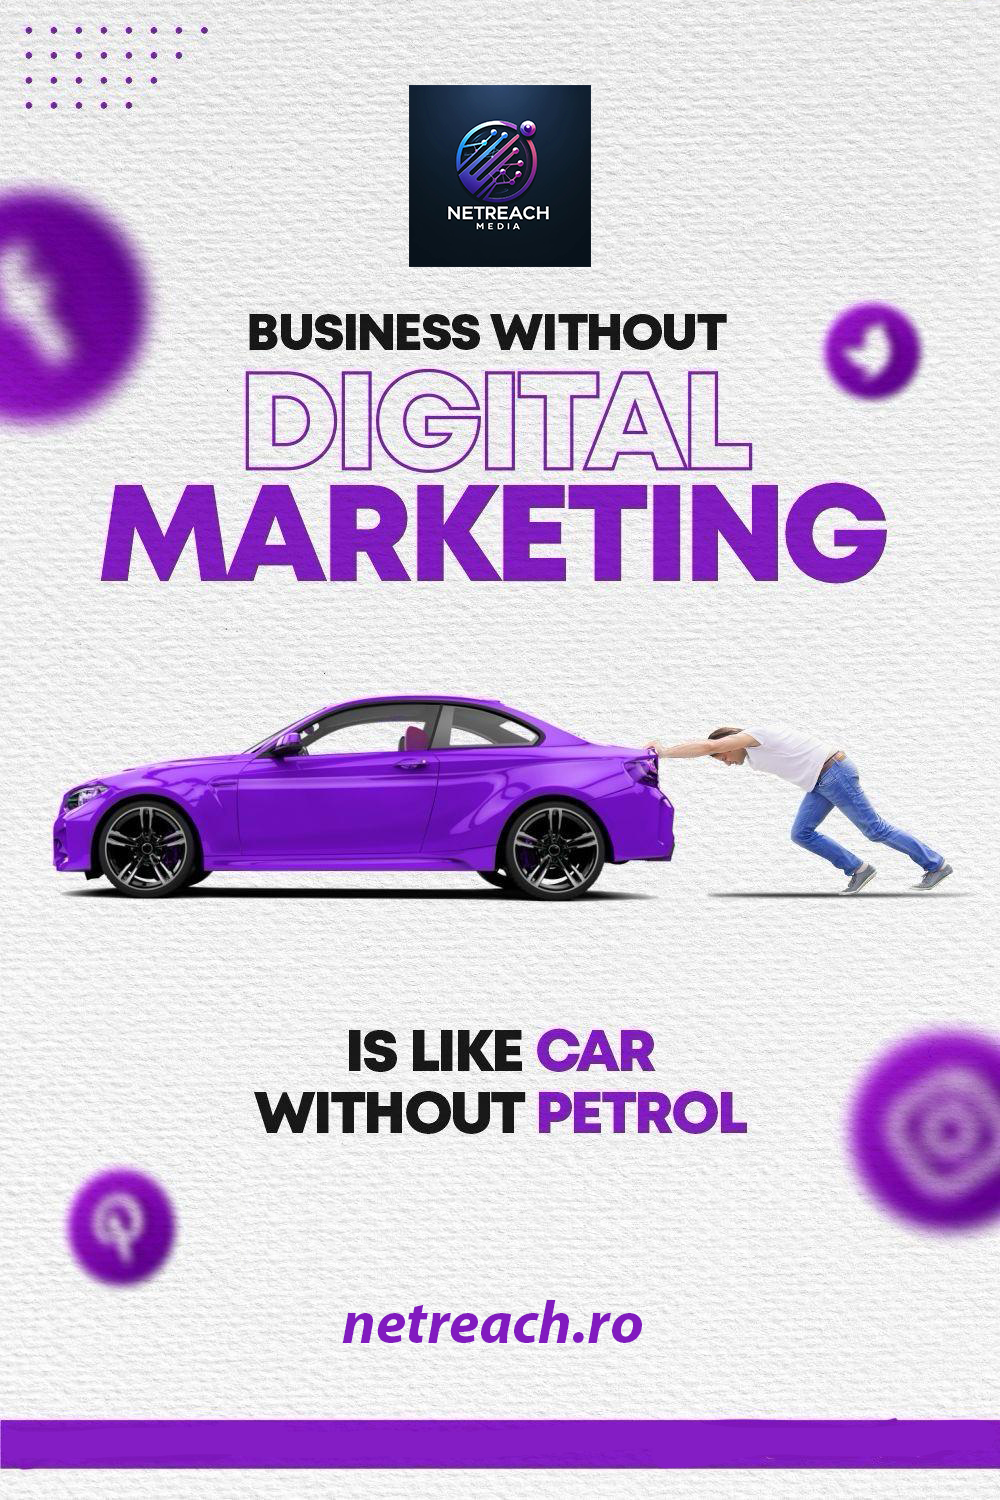 NETREACH
MEDIA
BUSINESS WITHOUT
DIGITAL
MARKETING
IS LIKE CAR
WITHOUT PETROL
netreach.ro